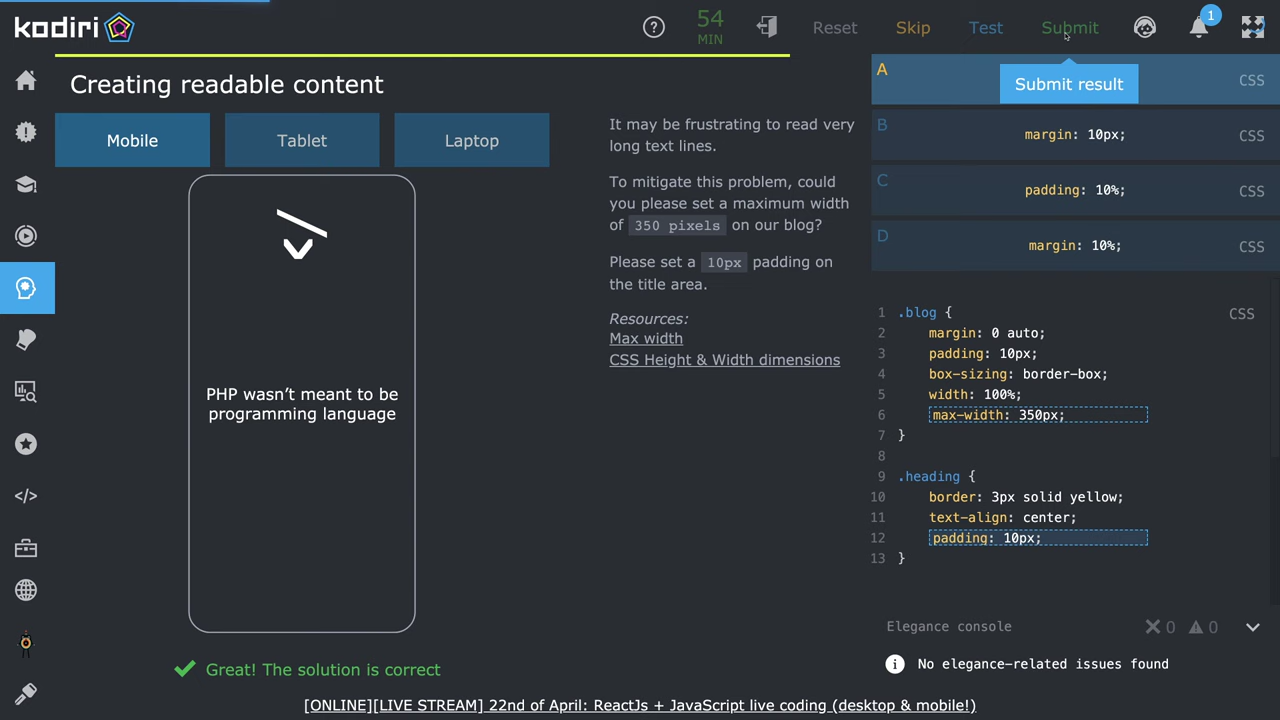 kodiri
54
MIN
Reset
Skip
Test
Submit
1
Creating readable content
Mobile
Tablet
Laptop
PHP wasn’t meant to be
programming language
Great! The solution is correct
It may be frustrating to read very
long text lines.
To mitigate this problem, could
you please set a maximum width
of 350 pixels on our blog?
Please set a 10px padding on
the title area.
Resources:
Max width
CSS Height & Width dimensions
A
Submit result
CSS
B
margin: 10px;
CSS
C
padding: 10%;
CSS
D
margin: 10%;
CSS
CSS
1 .blog {
2 margin: 0 auto;
3 padding: 10px;
4 box-sizing: border-box;
5 width: 100%;
6 max-width: 350px;
7 }
8
9 .heading {
10 border: 3px solid yellow;
11 text-align: center;
12 padding: 10px;
13 }
Elegance console
0
0
No elegance-related issues found
[ONLINE][LIVE STREAM] 22nd of April: ReactJs + JavaScript live coding (desktop & mobile!)